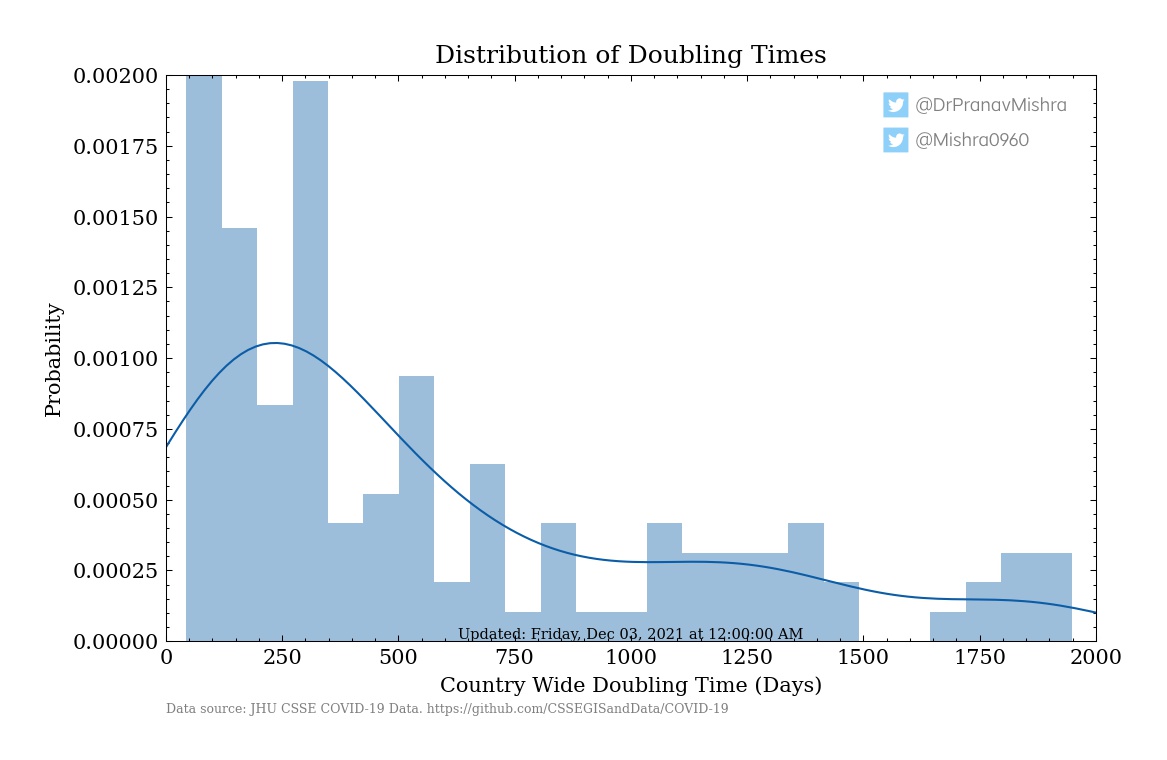 Distribution of Doubling Times
@DrPranavMishra
@Mishra0960
0.00200
0.00175
0.00150
0.00125
0.00100
0.00075
0.00050
0.00025
0.00000
Probability
Updated: Friday, Dec 03, 2021 at 12:00:00 AM
0 250 500 750 1000 1250 1500 1750 2000
Country Wide Doubling Time (Days)
Data source: JHU CSSE COVID-19 Data. https://github.com/CSSEGISandData/COVID-19